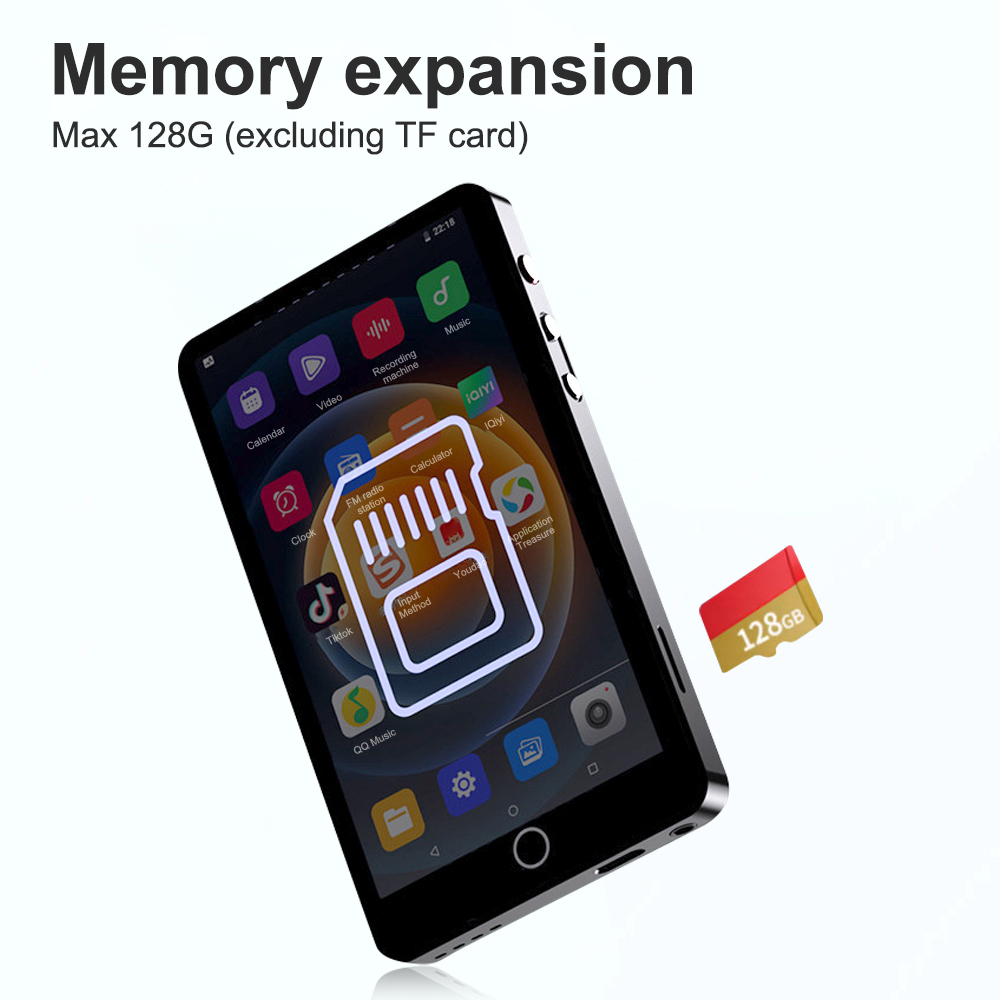 Memory expansion
Max 128G (excluding TF card)
22:18
Music
Recording
machine
Video
Calendar
iQIYI
IQiyi
Calculator
FM radio
station
Clock
Application
Treasure
Youdao
Input
Method
Tiktok
QQ Music
128GB